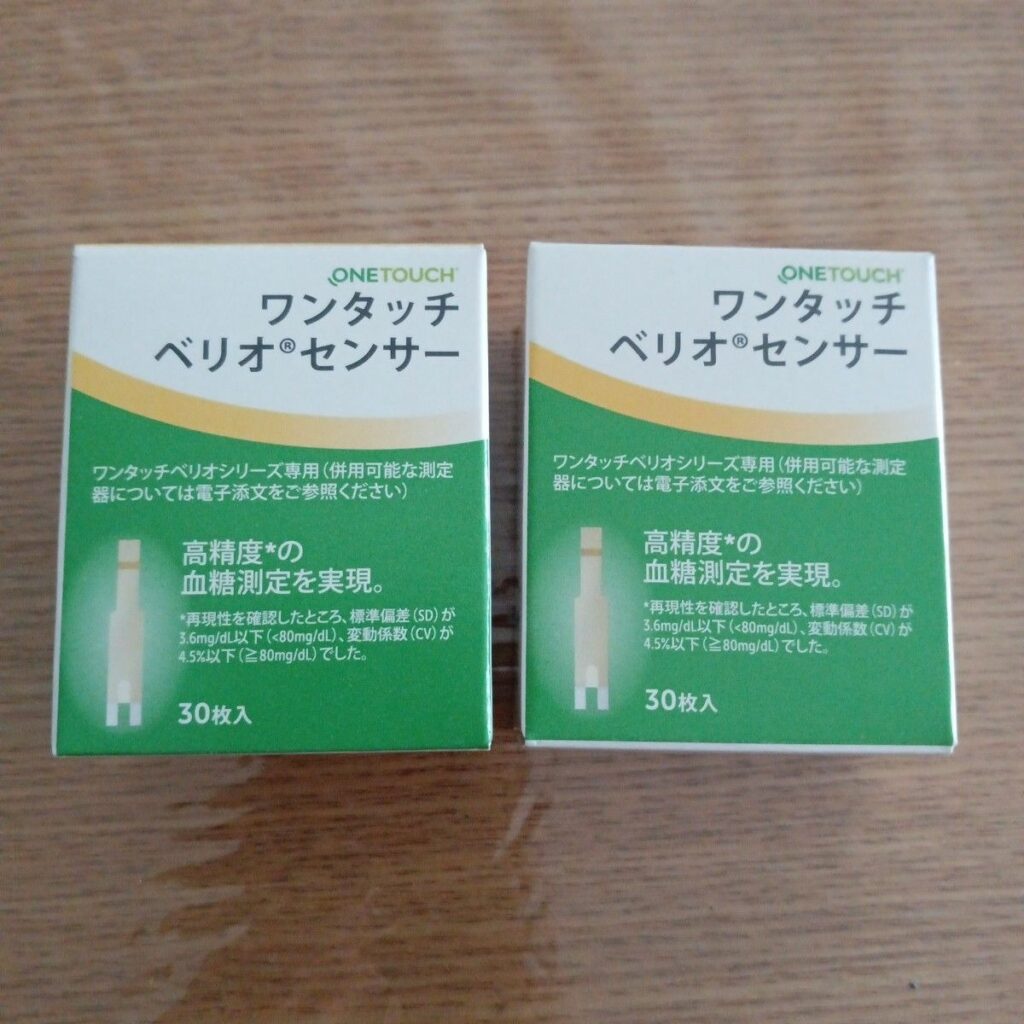 ONETOUCH
ワンタッチ
ベリオ®センサー
ワンタッチベリオシリーズ専用(併用可能な測定
器については電子添文をご参照ください)
高精度*の
血糖測定を実現。
*再現性を確認したところ、標準偏差(SD)が
3.6mg/dL以下(<80mg/dL)、変動係数(CV)が
4.5%以下(≧80mg/dL)でした。
30枚入
ONETOUCH
ワンタッチ
ベリオ®センサー
ワンタッチベリオシリーズ専用(併用可能な測定
器については電子添文をご参照ください)
高精度*の
血糖測定を実現。
*再現性を確認したところ、標準偏差(SD)が
3.6mg/dL以下(<80mg/dL)、変動係数(CV)が
4.5%以下(≧80mg/dL)でした。
30枚入